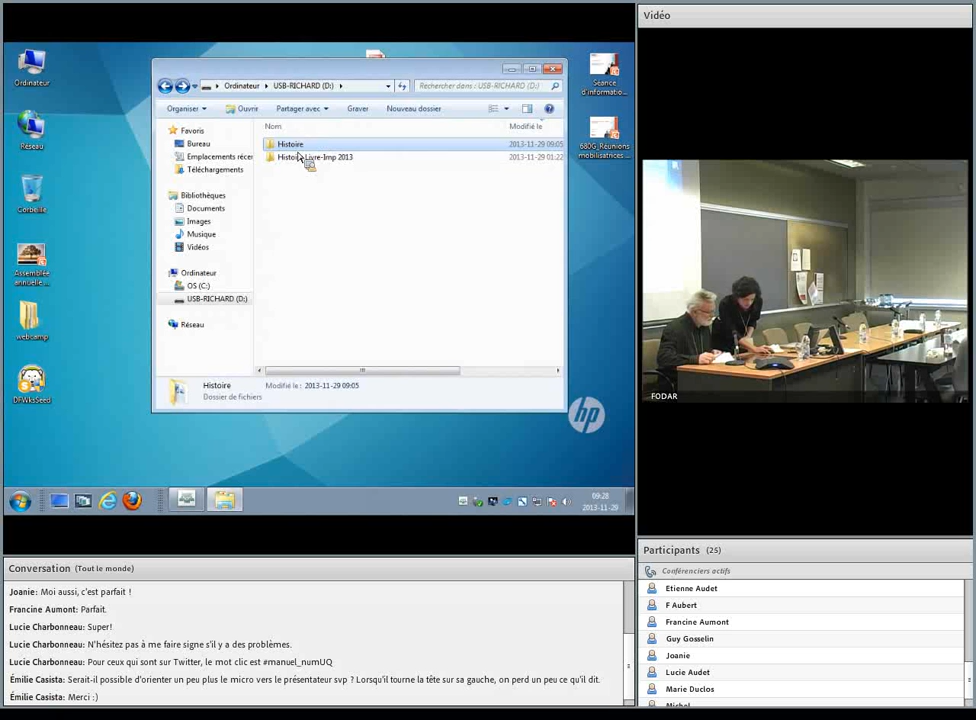 Vidéo
Ordinateur
Réseau
Corbeille
Assemblée
annuelle ...
webcamp
DFWksSeed
Ordinateur
USB-RICHARD (D:)
Rechercher dans : USB-RICHARD (D:)
Organiser
Ouvrir
Partager avec
Graver
Nouveau dossier
Nom
Modifié le
Favoris
Bureau
Emplacements récen
Téléchargements
Bibliothèques
Documents
Images
Musique
Vidéos
Ordinateur
OS (C:)
USB-RICHARD (D:)
Réseau
Histoire
2013-11-29 09:05
Livre-Imp 2013
2013-11-29 01:22
Histoire
Modifié le : 2013-11-29 09:05
Dossier de fichiers
Séance
d'informatio...
680G_Réunions
mobilisatrices...
hp
09:28
2013-11-29
FODAR
Conversation (Tout le monde)
Joanie: Moi aussi, c'est parfait !
Francine Aumont: Parfait.
Lucie Charbonneau: Super!
Lucie Charbonneau: N'hésitez pas à me faire signe s'il y a des problèmes.
Lucie Charbonneau: Pour ceux qui sont sur Twitter, le mot clic est #manuel_numUQ
Émilie Casista: Serait-il possible d'orienter un peu plus le micro vers le présentateur svp ? Lorsqu'il tourne la tête sur sa gauche, on perd un peu ce qu'il dit.
Émilie Casista: Merci :)
Participants (25)
Conférenciers actifs
Etienne Audet
F Aubert
Francine Aumont
Guy Gosselin
Joanie
Lucie Audet
Marie Duclos
Michel